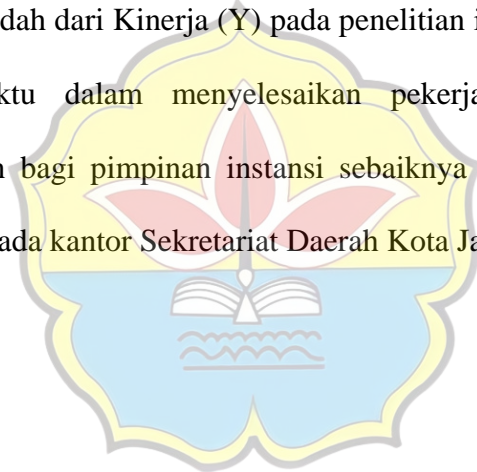 dah dari Kinerja (Y) pada penelitian i
ktu dalam menyelesaikan pekerja
bagi pimpinan instansi sebaiknya
ada kantor Sekretariat Daerah Kota Ja